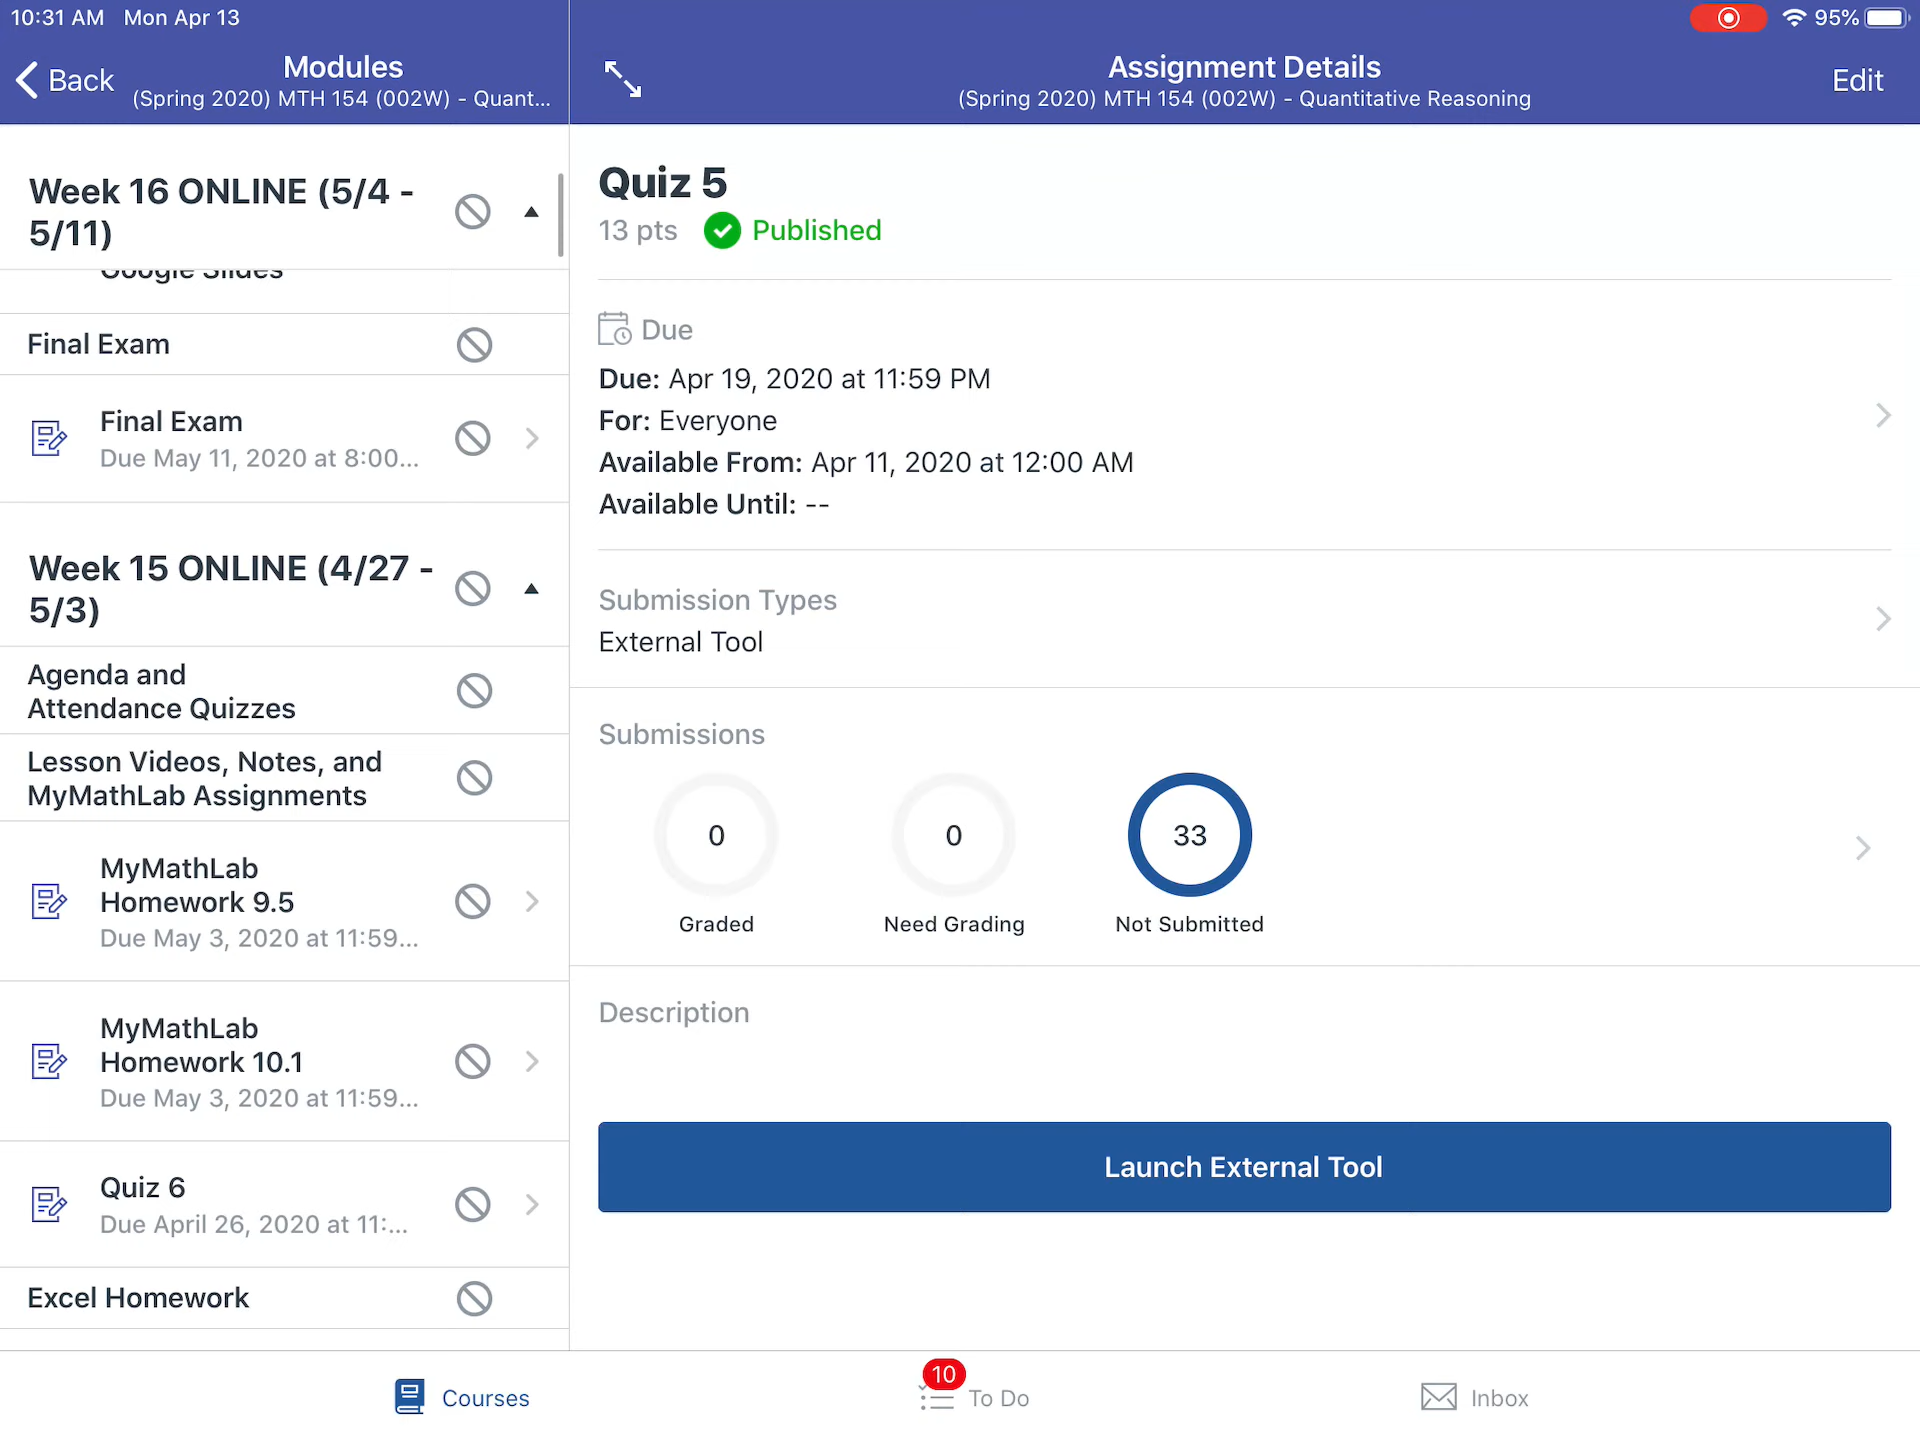 10:31 AM Mon Apr 13
95%
Back
Modules
(Spring 2020) MTH 154 (002W) - Quant...
Assignment Details
(Spring 2020) MTH 154 (002W) - Quantitative Reasoning
Edit
Week 16 ONLINE (5/4 -
5/11)
Google Slides
Final Exam
Final Exam
Due May 11, 2020 at 8:00...
Week 15 ONLINE (4/27 -
5/3)
Agenda and
Attendance Quizzes
Lesson Videos, Notes, and
MyMathLab Assignments
MyMathLab
Homework 9.5
Due May 3, 2020 at 11:59...
MyMathLab
Homework 10.1
Due May 3, 2020 at 11:59...
Quiz 6
Due April 26, 2020 at 11:...
Excel Homework
Quiz 5
13 pts Published
Due
Due: Apr 19, 2020 at 11:59 PM
For: Everyone
Available From: Apr 11, 2020 at 12:00 AM
Available Until: --
Submission Types
External Tool
Submissions
0
Graded
0
Need Grading
33
Not Submitted
Description
Launch External Tool
Courses
10
To Do
Inbox